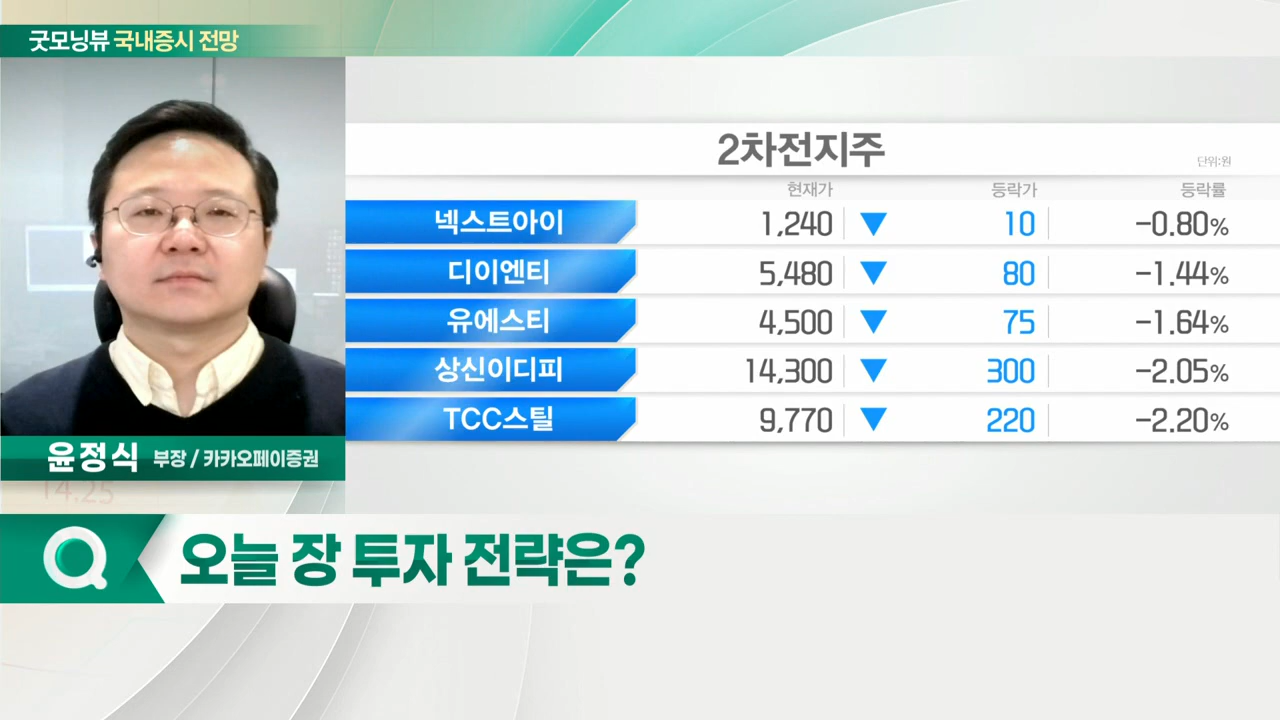 굿모닝뷰 국내증시 전망
2차전지주
단위:원
현재가 등락가 등락률
넥스트아이 1,240 ▼ 10 -0.80%
디이엔티 5,480 ▼ 80 -1.44%
유에스티 4,500 ▼ 75 -1.64%
상신이디피 14,300 ▼ 300 -2.05%
TCC스틸 9,770 ▼ 220 -2.20%
윤정식 부장 / 카카오페이증권
14.25
Q 오늘 장 투자 전략은?